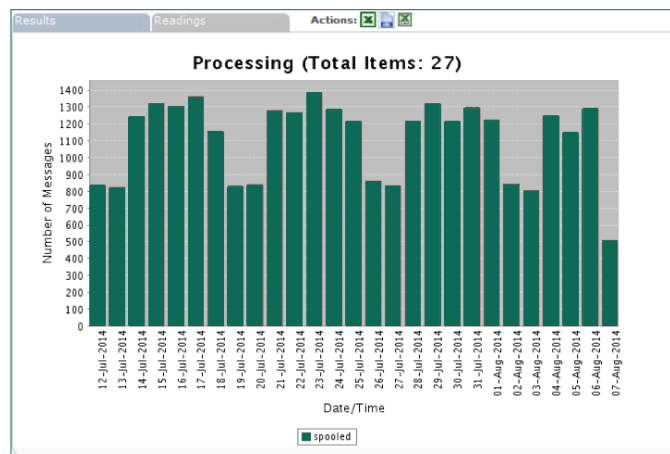 Results
Readings
Actions:
Processing (Total Items: 27)
Number of Messages
1400
1300
1200
1100
1000
900
800
700
600
500
400
300
200
100
0
12-Jul-2014
13-Jul-2014
14-Jul-2014
15-Jul-2014
16-Jul-2014
17-Jul-2014
18-Jul-2014
19-Jul-2014
20-Jul-2014
21-Jul-2014
22-Jul-2014
23-Jul-2014
24-Jul-2014
25-Jul-2014
26-Jul-2014
27-Jul-2014
28-Jul-2014
29-Jul-2014
30-Jul-2014
31-Jul-2014
01-Aug-2014
02-Aug-2014
03-Aug-2014
04-Aug-2014
05-Aug-2014
06-Aug-2014
07-Aug-2014
Date/Time
spooled